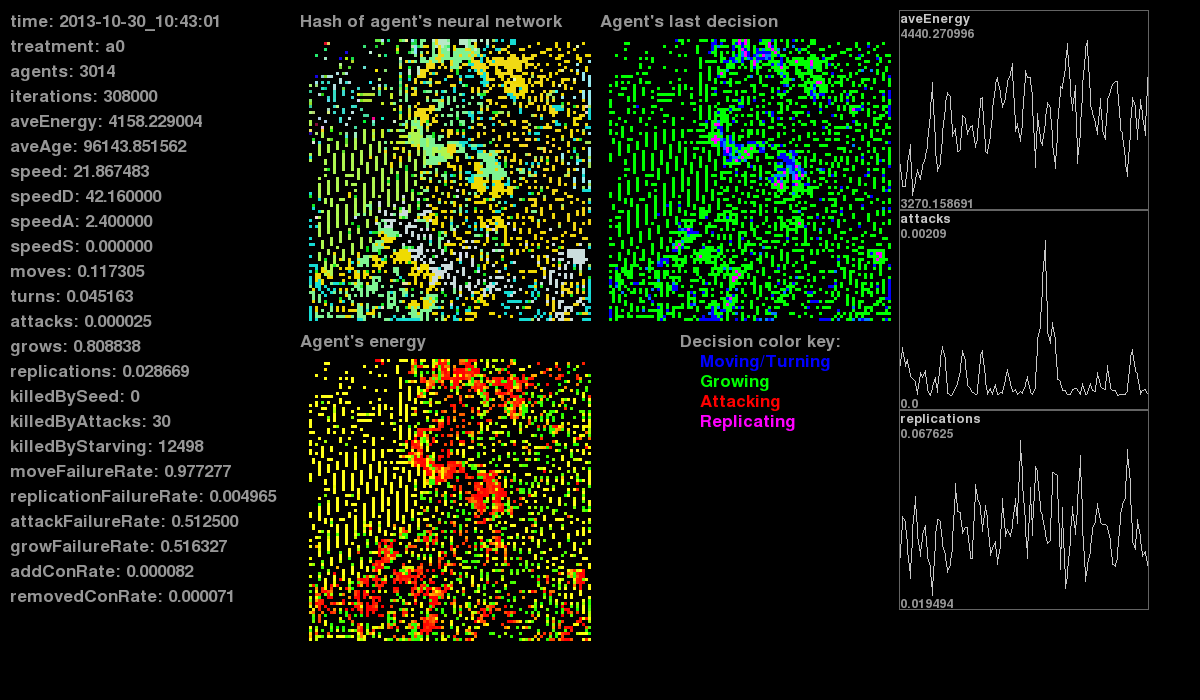 time: 2013-10-30_10:43:01
treatment: a0
agents: 3014
iterations: 308000
aveEnergy: 4158.229004
aveAge: 96143.851562
speed: 21.867483
speedD: 42.160000
speedA: 2.400000
speedS: 0.000000
moves: 0.117305
turns: 0.045163
attacks: 0.000025
grows: 0.808838
replications: 0.028669
killedBySeed: 0
killedByAttacks: 30
killedByStarving: 12498
moveFailureRate: 0.977277
replicationFailureRate: 0.004965
attackFailureRate: 0.512500
growFailureRate: 0.516327
addConRate: 0.000082
removedConRate: 0.000071
Hash of agent's neural network
Agent's last decision
Agent's energy
Decision color key:
Moving/Turning
Growing
Attacking
Replicating
aveEnergy
4440.270996
3270.158691
attacks
0.00209
0.0
replications
0.067625
0.019494